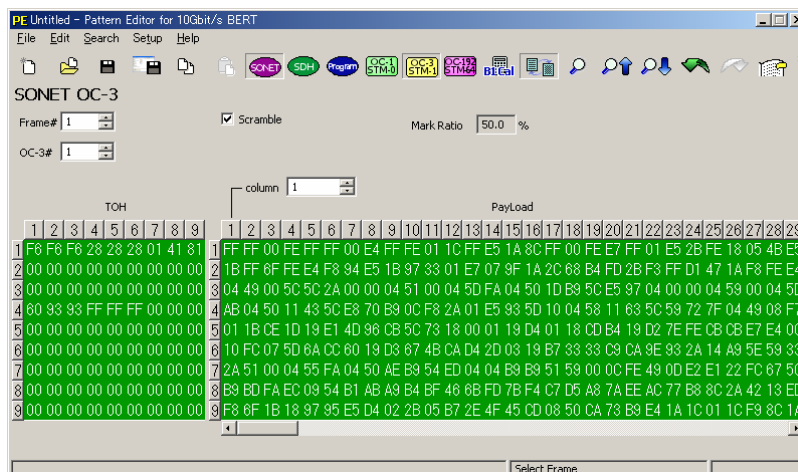 PE Untitled - Pattern Editor for 10Gbit/s BERT
File Edit Search Setup Help
SONET SDH Program OC-1 STM-0 OC-3 STM-1 OC-192 STM64 BI Cal
SONET OC-3
Frame# 1
Scramble
Mark Ratio 50.0 %
OC-3# 1
column 1
TOH PayLoad
1 2 3 4 5 6 7 8 9 1 2 3 4 5 6 7 8 9 10 11 12 13 14 15 16 17 18 19 20 21 22 23 24 25 26 27 28 29
1 F6 F6 F6 28 28 28 01 41 81 1 FF FF 00 FE FF FF 00 E4 FF FE 01 1C FF E5 1A 8C FF 00 FE E7 FF 01 E5 2B FE 18 05 4B E5
2 00 00 00 00 00 00 00 00 00 2 1B FF 6F FE E4 F8 94 E5 1B 97 33 01 E7 07 9F 1A 2C 68 B4 FD 2B F3 FF D1 47 1A F8 FE E4
3 00 00 00 00 00 00 00 00 00 3 04 49 00 5C 5C 2A 00 00 04 51 00 04 5D FA 04 50 1D B9 5C E5 97 04 00 00 04 59 00 04 5D
4 60 93 93 FF FF FF 00 00 00 4 AB 04 50 11 43 5C E8 70 B9 0C F8 2A 01 E5 93 5D 10 04 58 11 63 5C 59 72 7F 04 49 08 F7
5 00 00 00 00 00 00 00 00 00 5 01 1B CE 1D 19 E1 4D 96 CB 5C 73 18 00 01 19 D4 01 18 CD B4 19 D2 7E FE CB CB E7 E4 00
6 00 00 00 00 00 00 00 00 00 6 10 FC 07 5D 6A CC 60 19 D3 67 4B CA D4 2D 03 19 B7 33 33 C9 CA 9E 93 2A 14 A9 5E 59 33
7 00 00 00 00 00 00 00 00 00 7 2A 51 00 04 55 FA 04 50 AE B9 54 ED 04 04 B9 B9 51 59 00 0C FE 49 0D E2 E1 22 FC 67 50
8 00 00 00 00 00 00 00 00 00 8 B9 BD FA EC 09 54 B1 AB A9 B4 BF 46 6B FD 7B F4 C7 D5 A8 7A EE AC 77 B8 8C 2A 42 13 ED
9 00 00 00 00 00 00 00 00 00 9 F8 6F 1B 18 97 95 E5 D4 02 2B 05 B7 2E 4F 45 CD 08 50 CA 73 B9 E4 1A 1C 01 1C F9 8C 1A
Select Frame